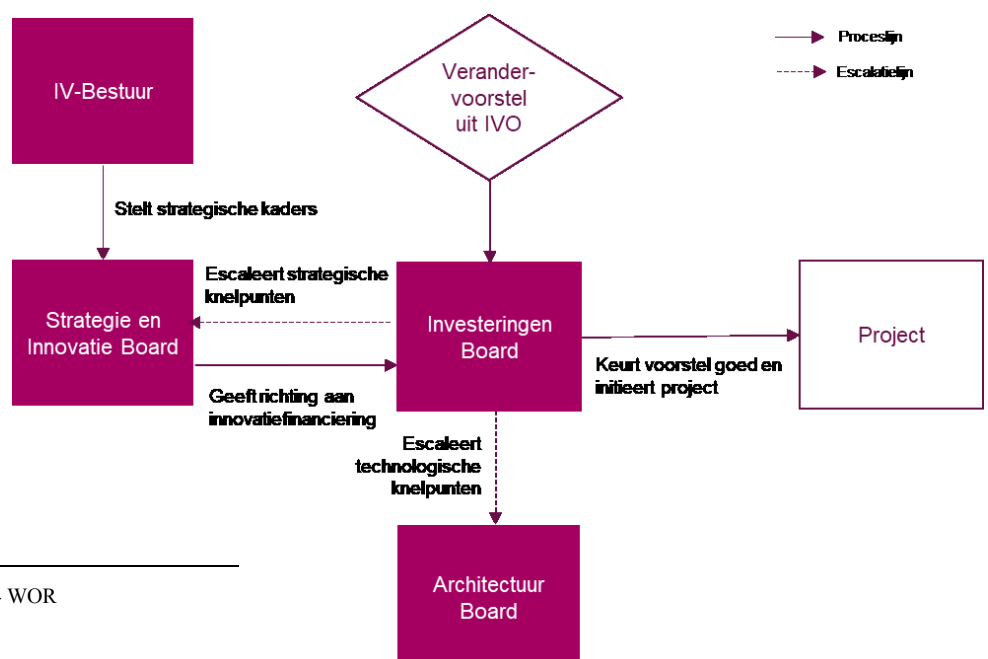 IV-Bestuur
Verander-
voorstel
uit IVO
Proceslijn
Escalatielijn
Stelt strategische kaders
Escaleert strategische
knelpunten
Strategie en
Innovatie Board
Investeringen
Board
Project
Geeft richting aan
innovatiefinanciering
Keurt voorstel goed en
initieert project
Escaleert
technologische
knelpunten
Architectuur
Board
WOR